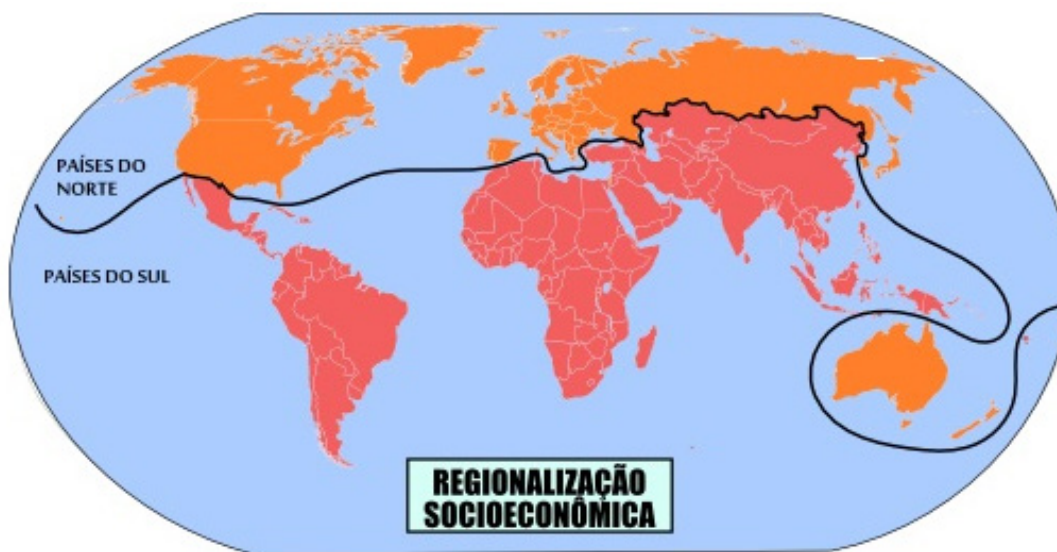 PAÍSES DO
NORTE
PAÍSES DO SUL
REGIONALIZAÇÃO
SOCIOECONÔMICA